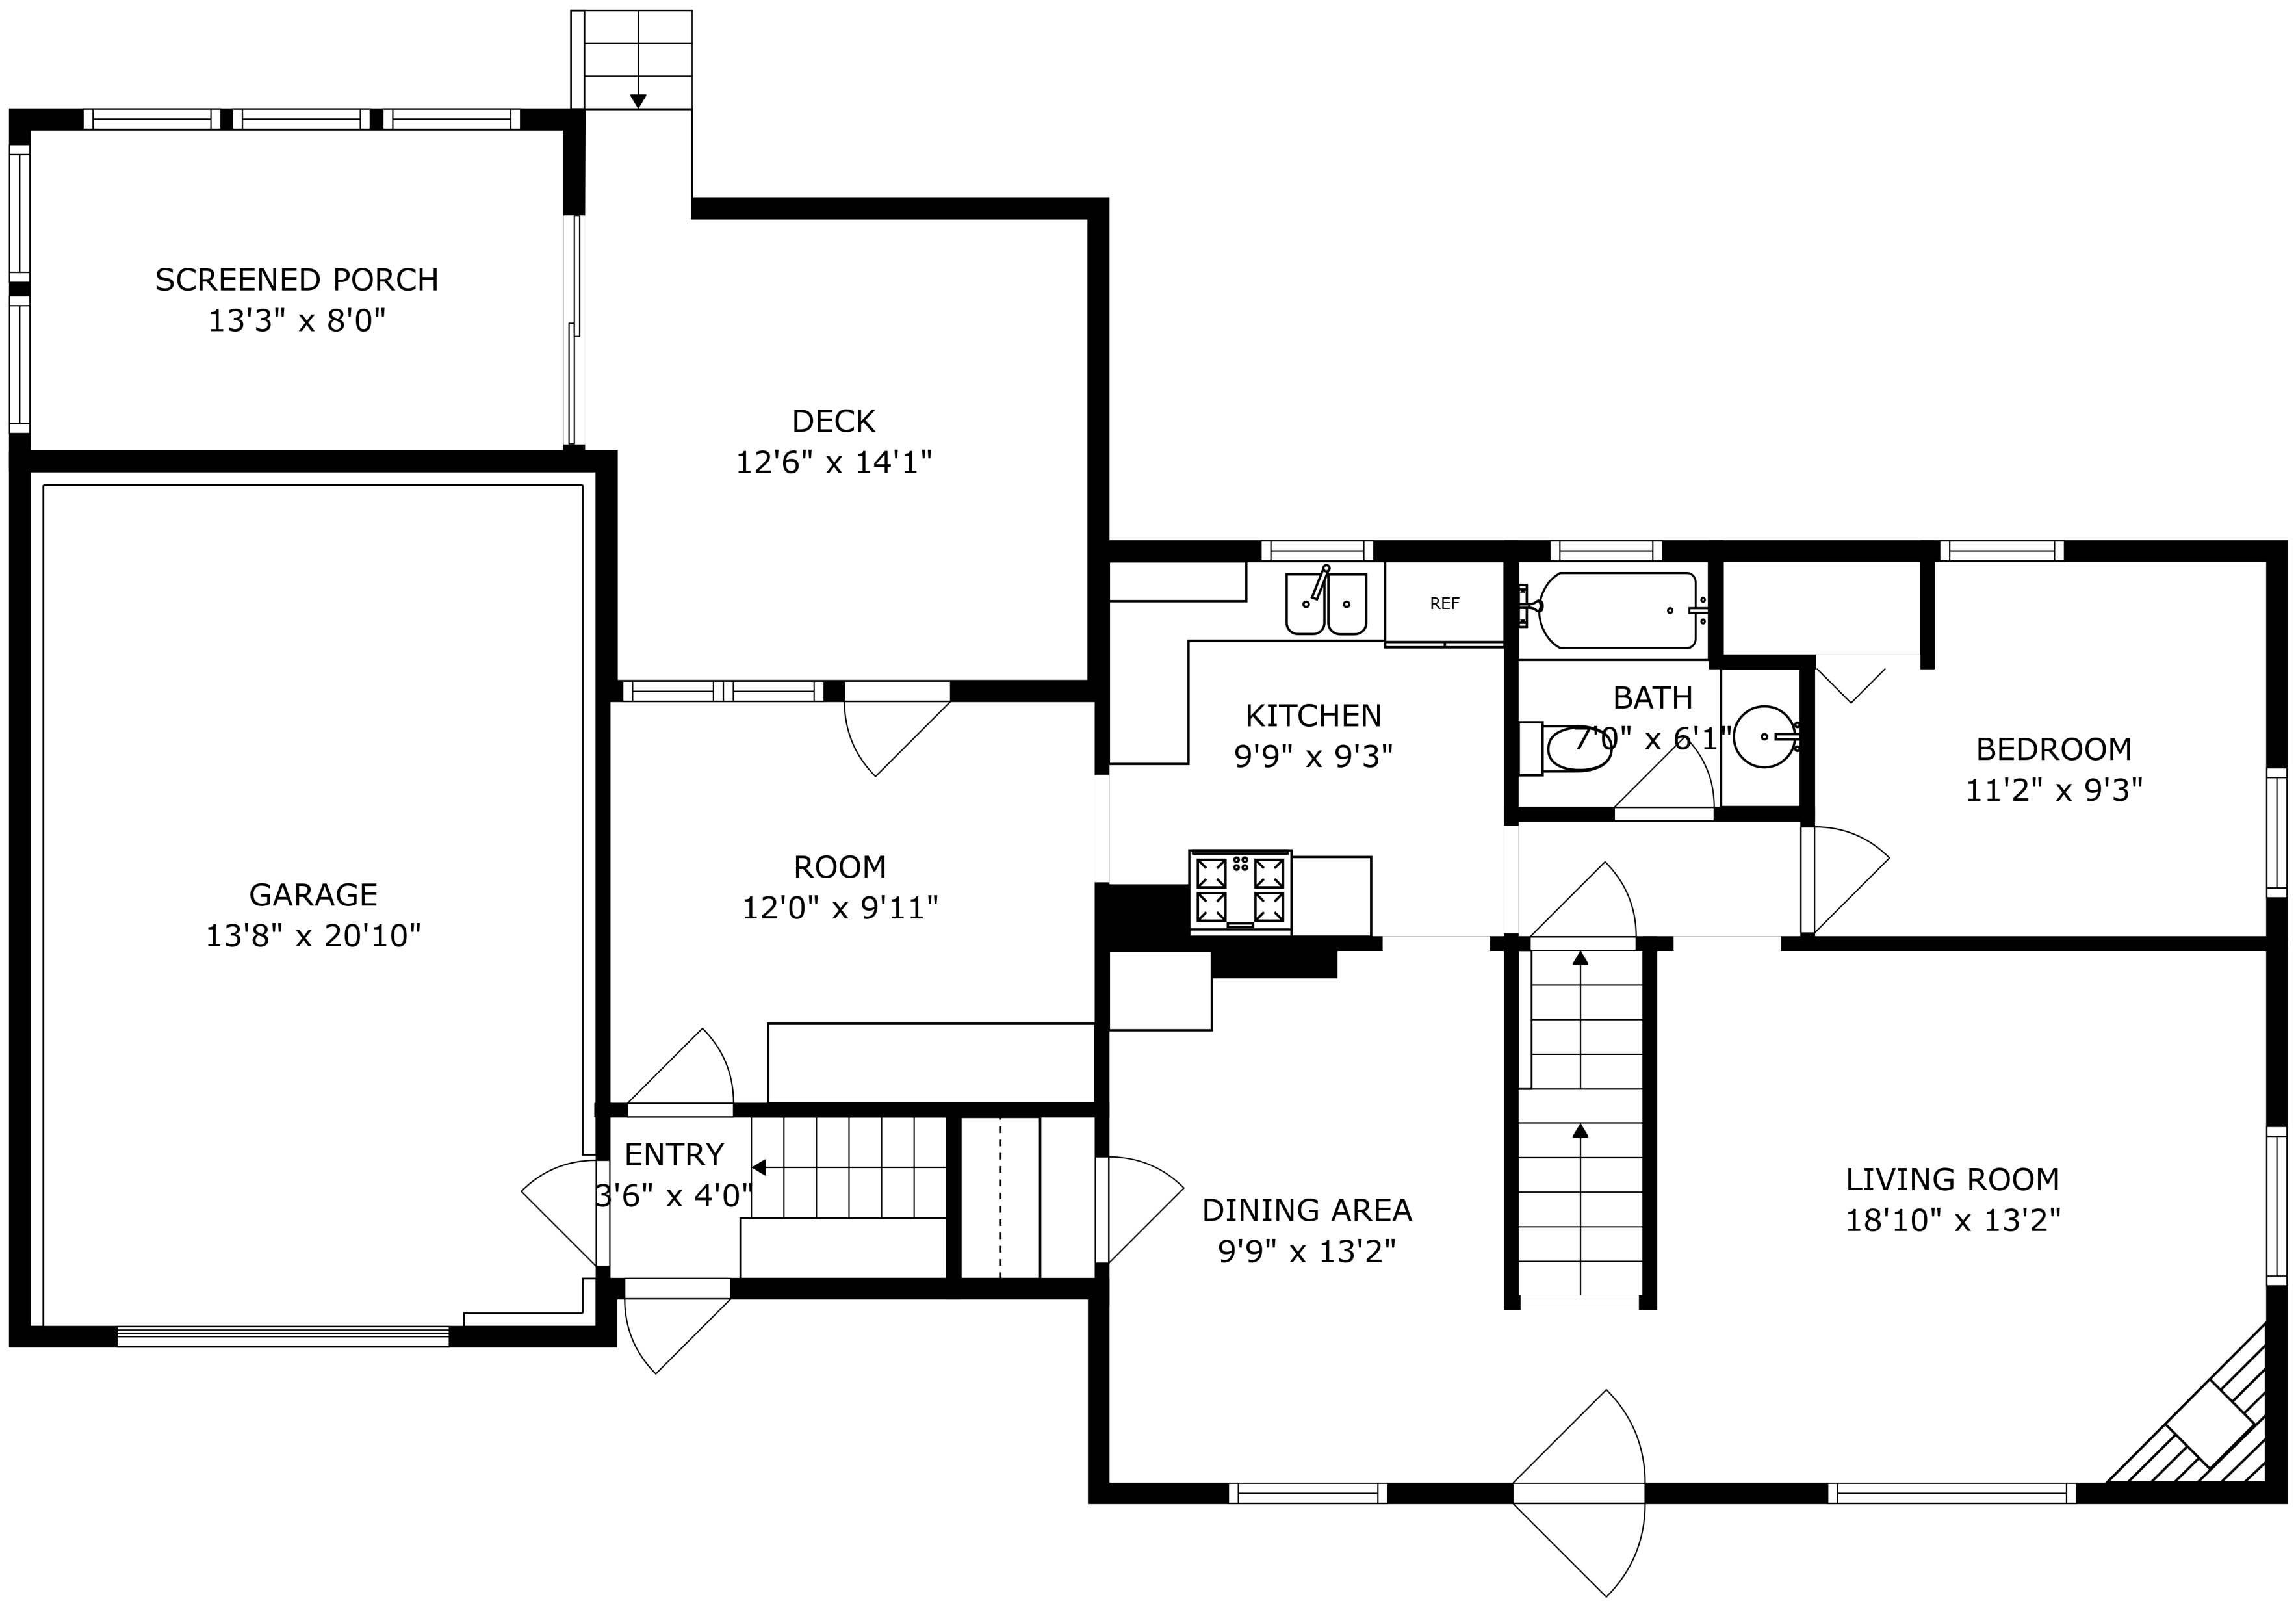 SCREENED PORCH
13'3" x 8'0"
DECK
12'6" x 14'1"
REF
KITCHEN
9'9" x 9'3"
BATH
7'0" x 6'1"
BEDROOM
11'2" x 9'3"
GARAGE
13'8" x 20'10"
ROOM
12'0" x 9'11"
ENTRY
3'6" x 4'0"
DINING AREA
9'9" x 13'2"
LIVING ROOM
18'10" x 13'2"